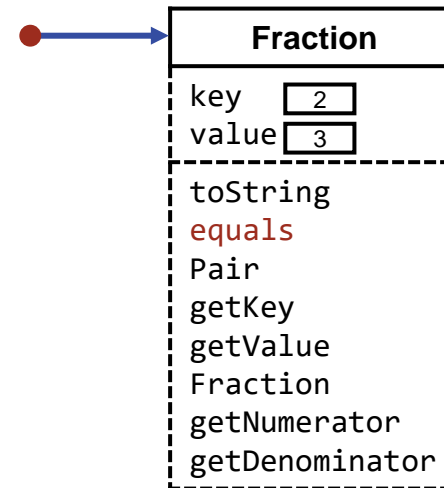 Fraction
key 2
value 3
toString
equals
Pair
getKey
getValue
Fraction
getNumerator
getDenominator